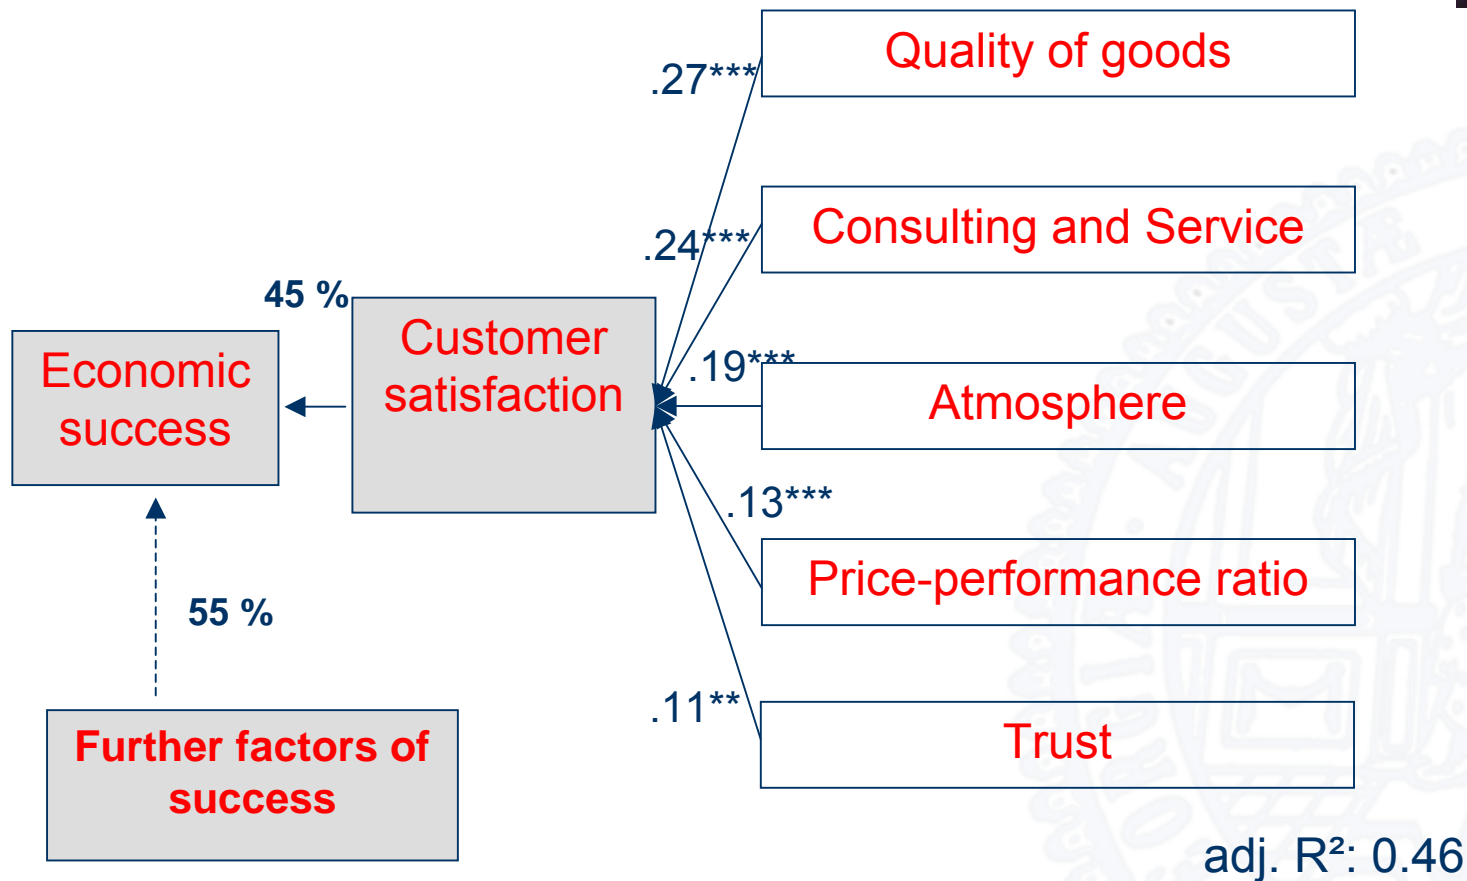 Quality of goods
.27***
Consulting and Service
.24***
45 %
Customer
satisfaction
Economic
success
.19***
Atmosphere
.13***
Price-performance ratio
55 %
.11**
Trust
Further factors of
success
adj. R²: 0.46